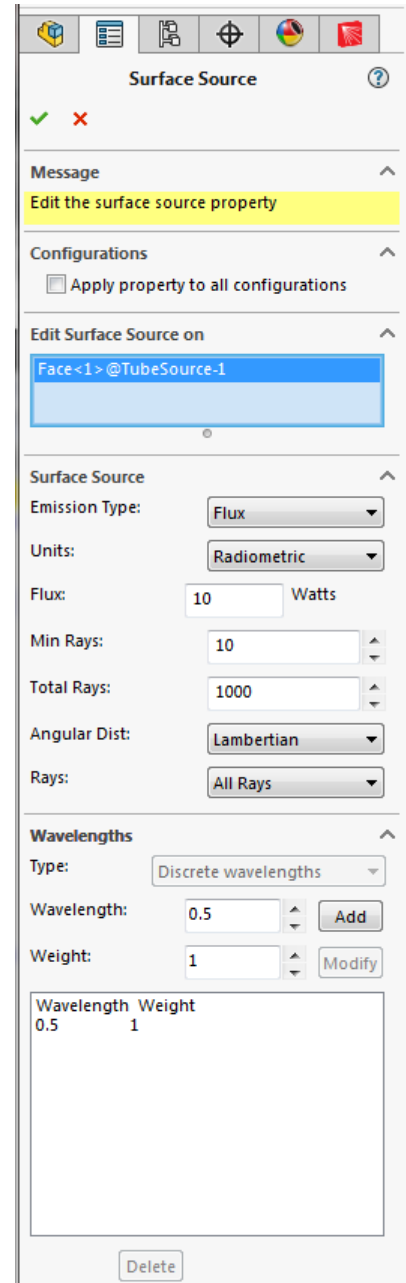 Surface Source
Message
Edit the surface source property
Configurations
Apply property to all configurations
Edit Surface Source on
Face<1>@TubeSource-1
Surface Source
Emission Type: Flux
Units: Radiometric
Flux: 10 Watts
Min Rays: 10
Total Rays: 1000
Angular Dist: Lambertian
Rays: All Rays
Wavelengths
Type: Discrete wavelengths
Wavelength: 0.5 Add
Weight: 1 Modify
Wavelength Weight
0.5 1
Delete